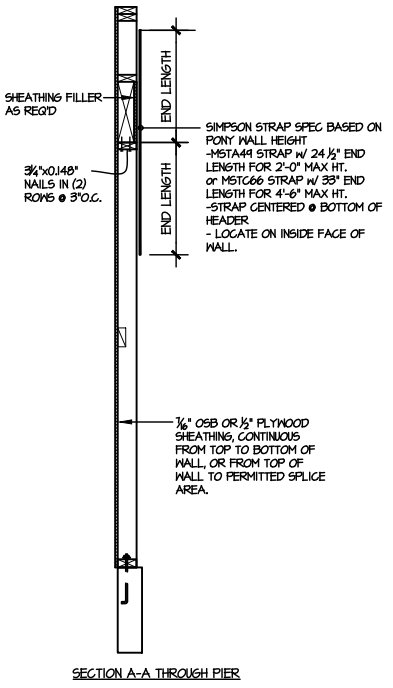 END LENGTH
SHEATHING FILLER
AS REQ'D
SIMPSON STRAP SPEC BASED ON
PONY WALL HEIGHT
-MSTA49 STRAP W/ 24 ½" END
LENGTH FOR 2'-0" MAX HT.
or MSTC66 STRAP W/ 33" END
LENGTH FOR 4'-6" MAX HT.
-STRAP CENTERED @ BOTTOM OF
HEADER
- LOCATE ON INSIDE FACE OF
WALL.
3¼"x0.148"
NAILS IN (2)
ROWS @ 3"O.C.
END LENGTH
7⁄16" OSB OR ½" PLYWOOD
SHEATHING, CONTINUOUS
FROM TOP TO BOTTOM OF
WALL, OR FROM TOP OF
WALL TO PERMITTED SPLICE
AREA.
SECTION A-A THROUGH PIER